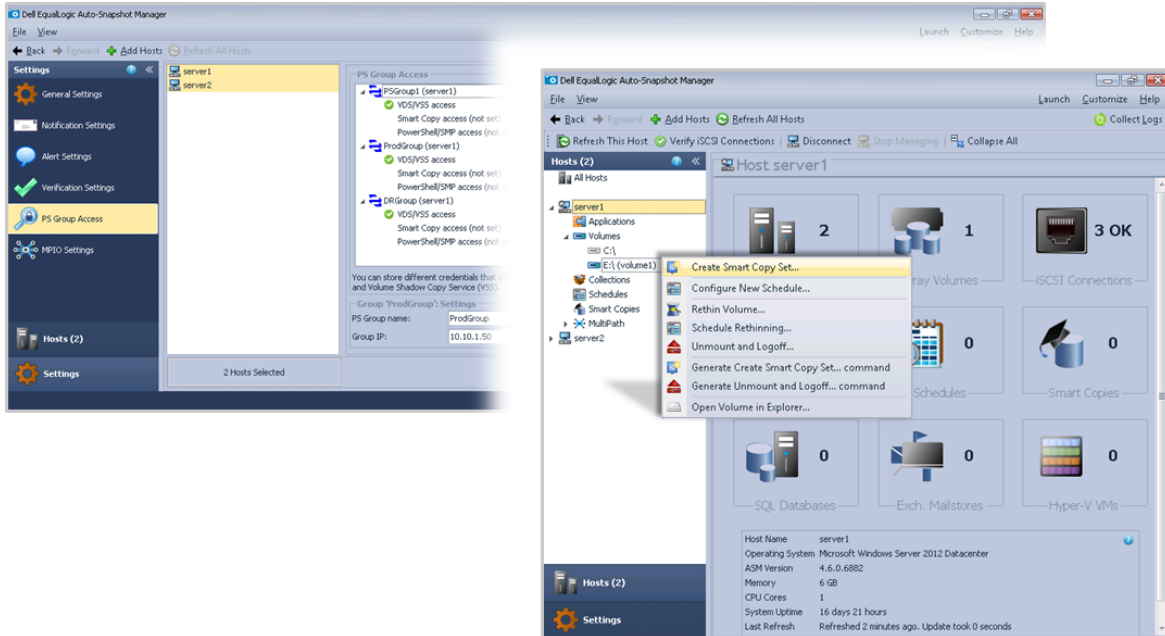 Dell EqualLogic Auto-Snapshot Manager
File View
Launch Customize Help
Back Forward Add Hosts Refresh All Hosts
Settings
General Settings
Notification Settings
Alert Settings
Verification Settings
PS Group Access
MPIO Settings
Hosts (2)
Settings
server1
server2
2 Hosts Selected
PS Group Access
PSGroup1 (server1)
VDS/VSS access
Smart Copy access (not set)
PowerShell/SMP access (not
ProdGroup (server1)
VDS/VSS access
Smart Copy access (not set)
PowerShell/SMP access (not
DRGroup (server1)
VDS/VSS access
Smart Copy access (not set)
PowerShell/SMP access (not
You can store different credentials that
and Volume Shadow Copy Service (VSS)
Group 'ProdGroup': Settings
PS Group name: ProdGroup
Group IP: 10.10.1.50
Dell EqualLogic Auto-Snapshot Manager
File View
Launch Customize Help
Back Forward Add Hosts Refresh All Hosts
Collect Logs
Refresh This Host Verify iSCSI Connections Disconnect Stop Managing Collapse All
Hosts (2)
All Hosts
server1
Applications
Volumes
C:\
E:\ (volume1)
Collections
Schedules
Smart Copies
MultiPath
server2
Hosts (2)
Settings
Create Smart Copy Set...
Configure New Schedule...
Rethin Volume...
Schedule Rethinning...
Unmount and Logoff...
Generate Create Smart Copy Set... command
Generate Unmount and Logoff... command
Open Volume in Explorer...
Host server1
2
1
3 OK
ray Volumes
iSCSI Connections
0
0
Schedules
Smart Copies
0
0
0
SQL Databases
Exch. Mailstores
Hyper-V VMs
Host Name server1
Operating System Microsoft Windows Server 2012 Datacenter
ASM Version 4.6.0.6882
Memory 6 GB
CPU Cores 1
System Uptime 16 days 21 hours
Last Refresh Refreshed 2 minutes ago. Update took 0 seconds